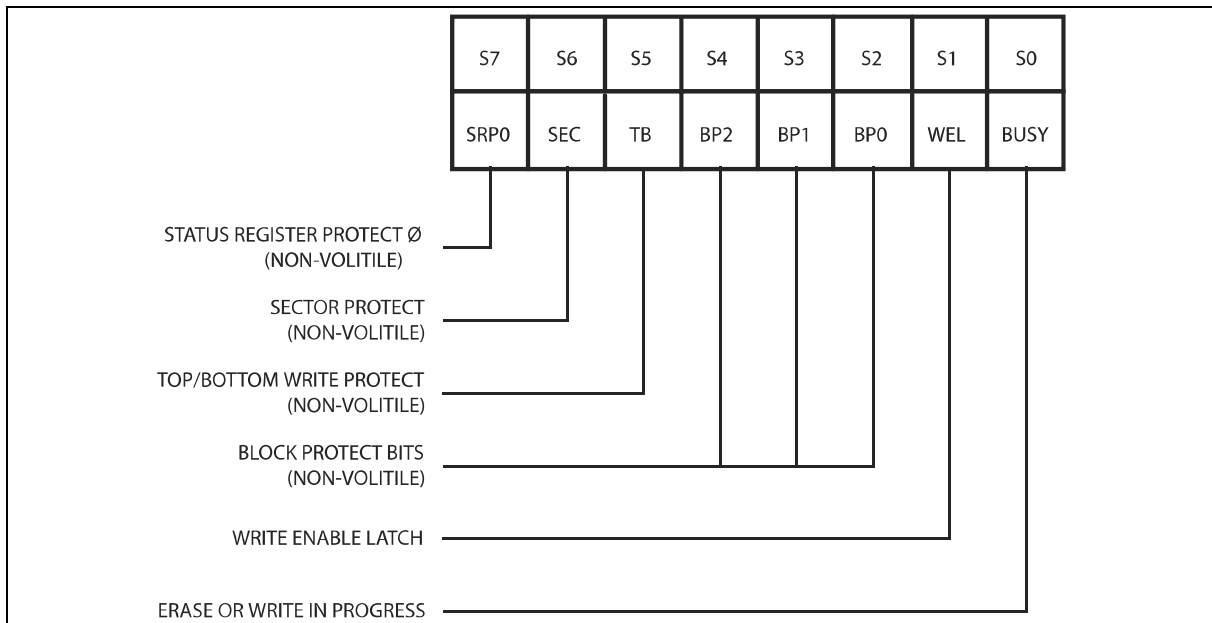 S7 S6 S5 S4 S3 S2 S1 S0
SRP0 SEC TB BP2 BP1 BP0 WEL BUSY
STATUS REGISTER PROTECT Ø
(NON-VOLITILE)
SECTOR PROTECT
(NON-VOLITILE)
TOP/BOTTOM WRITE PROTECT
(NON-VOLITILE)
BLOCK PROTECT BITS
(NON-VOLITILE)
WRITE ENABLE LATCH
ERASE OR WRITE IN PROGRESS